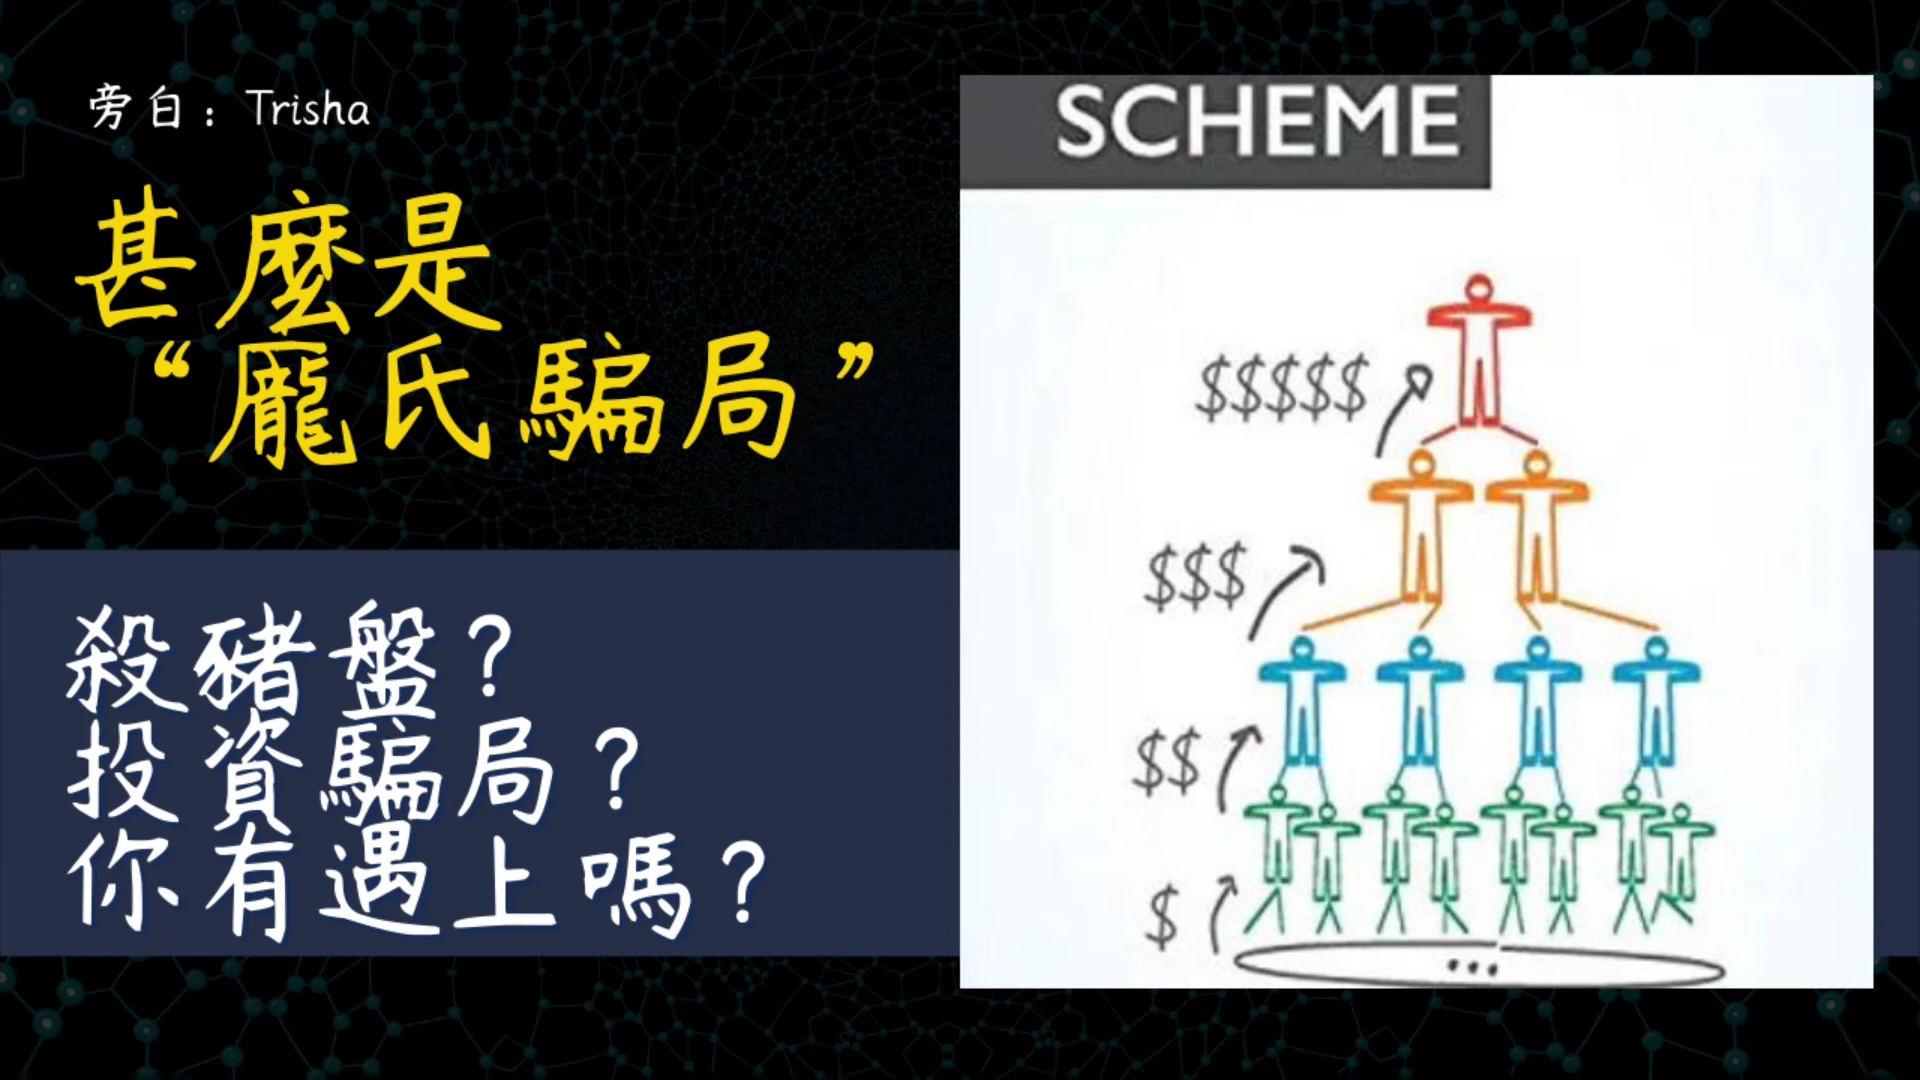 旁白：Trisha
甚麼是
“龐氏騙局”
殺豬盤？
投資騙局？
你有遇上嗎？
SCHEME
$$$$$
$$$
$$
$
...